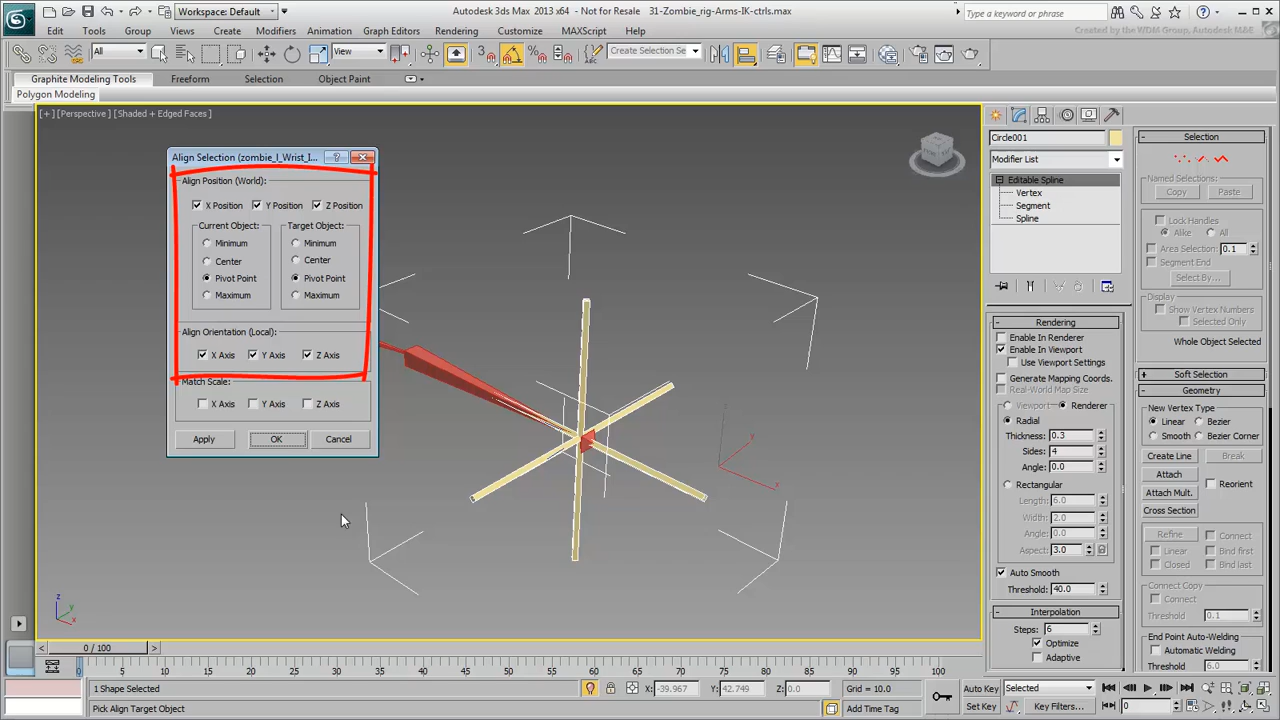 Workspace: Default
Autodesk 3ds Max 2013 x64 - Not for Resale 31-Zombie_rig-Arms-IK-ctrls.max
Type a keyword or phrase
Edit Tools Group Views Create Modifiers Animation Graph Editors Rendering Customize MAXScript Help
Created by the WDM Group, Autodesk M&E
All View Create Selection Se
Graphite Modeling Tools Freeform Selection Object Paint
Polygon Modeling
[ + ] [Perspective ] [Shaded + Edged Faces ]
Align Selection (zombie_l_Wrist_I...
Align Position (World):
X Position Y Position Z Position
Current Object: Target Object:
Minimum Minimum
Center Center
Pivot Point Pivot Point
Maximum Maximum
Align Orientation (Local):
X Axis Y Axis Z Axis
Match Scale:
X Axis Y Axis Z Axis
Apply OK Cancel
Circle001
Modifier List
Editable Spline
Vertex
Segment
Spline
Rendering
Enable In Renderer
Enable In Viewport
Use Viewport Settings
Generate Mapping Coords.
Real-World Map Size
Viewport Renderer
Radial
Thickness: 0.3
Sides: 4
Angle: 0.0
Rectangular
Length: 6.0
Width: 2.0
Angle: 0.0
Aspect: 3.0
Auto Smooth
Threshold: 40.0
Interpolation
Steps: 6
Optimize
Adaptive
Selection
Named Selections:
Copy Paste
Lock Handles
Alike All
Area Selection: 0.1
Segment End
Select By...
Display
Show Vertex Numbers
Selected Only
Whole Object Selected
Soft Selection
Geometry
New Vertex Type
Linear Bezier
Smooth Bezier Corner
Create Line Break
Attach Reorient
Attach Mult.
Cross Section
Refine Connect
Linear Bind first
Closed Bind last
Connect Copy
Connect
Threshold 0.1
End Point Auto-Welding
Automatic Welding
Threshold 6.0
z y x
x y z
0 / 100
0 5 10 15 20 25 30 35 40 45 50 55 60 65 70 75 80 85 90 95 100
1 Shape Selected X: -39.967 Y: 42.749 Z: 0.0 Grid = 10.0 Auto Key Selected
Pick Align Target Object Add Time Tag Set Key Key Filters... 0